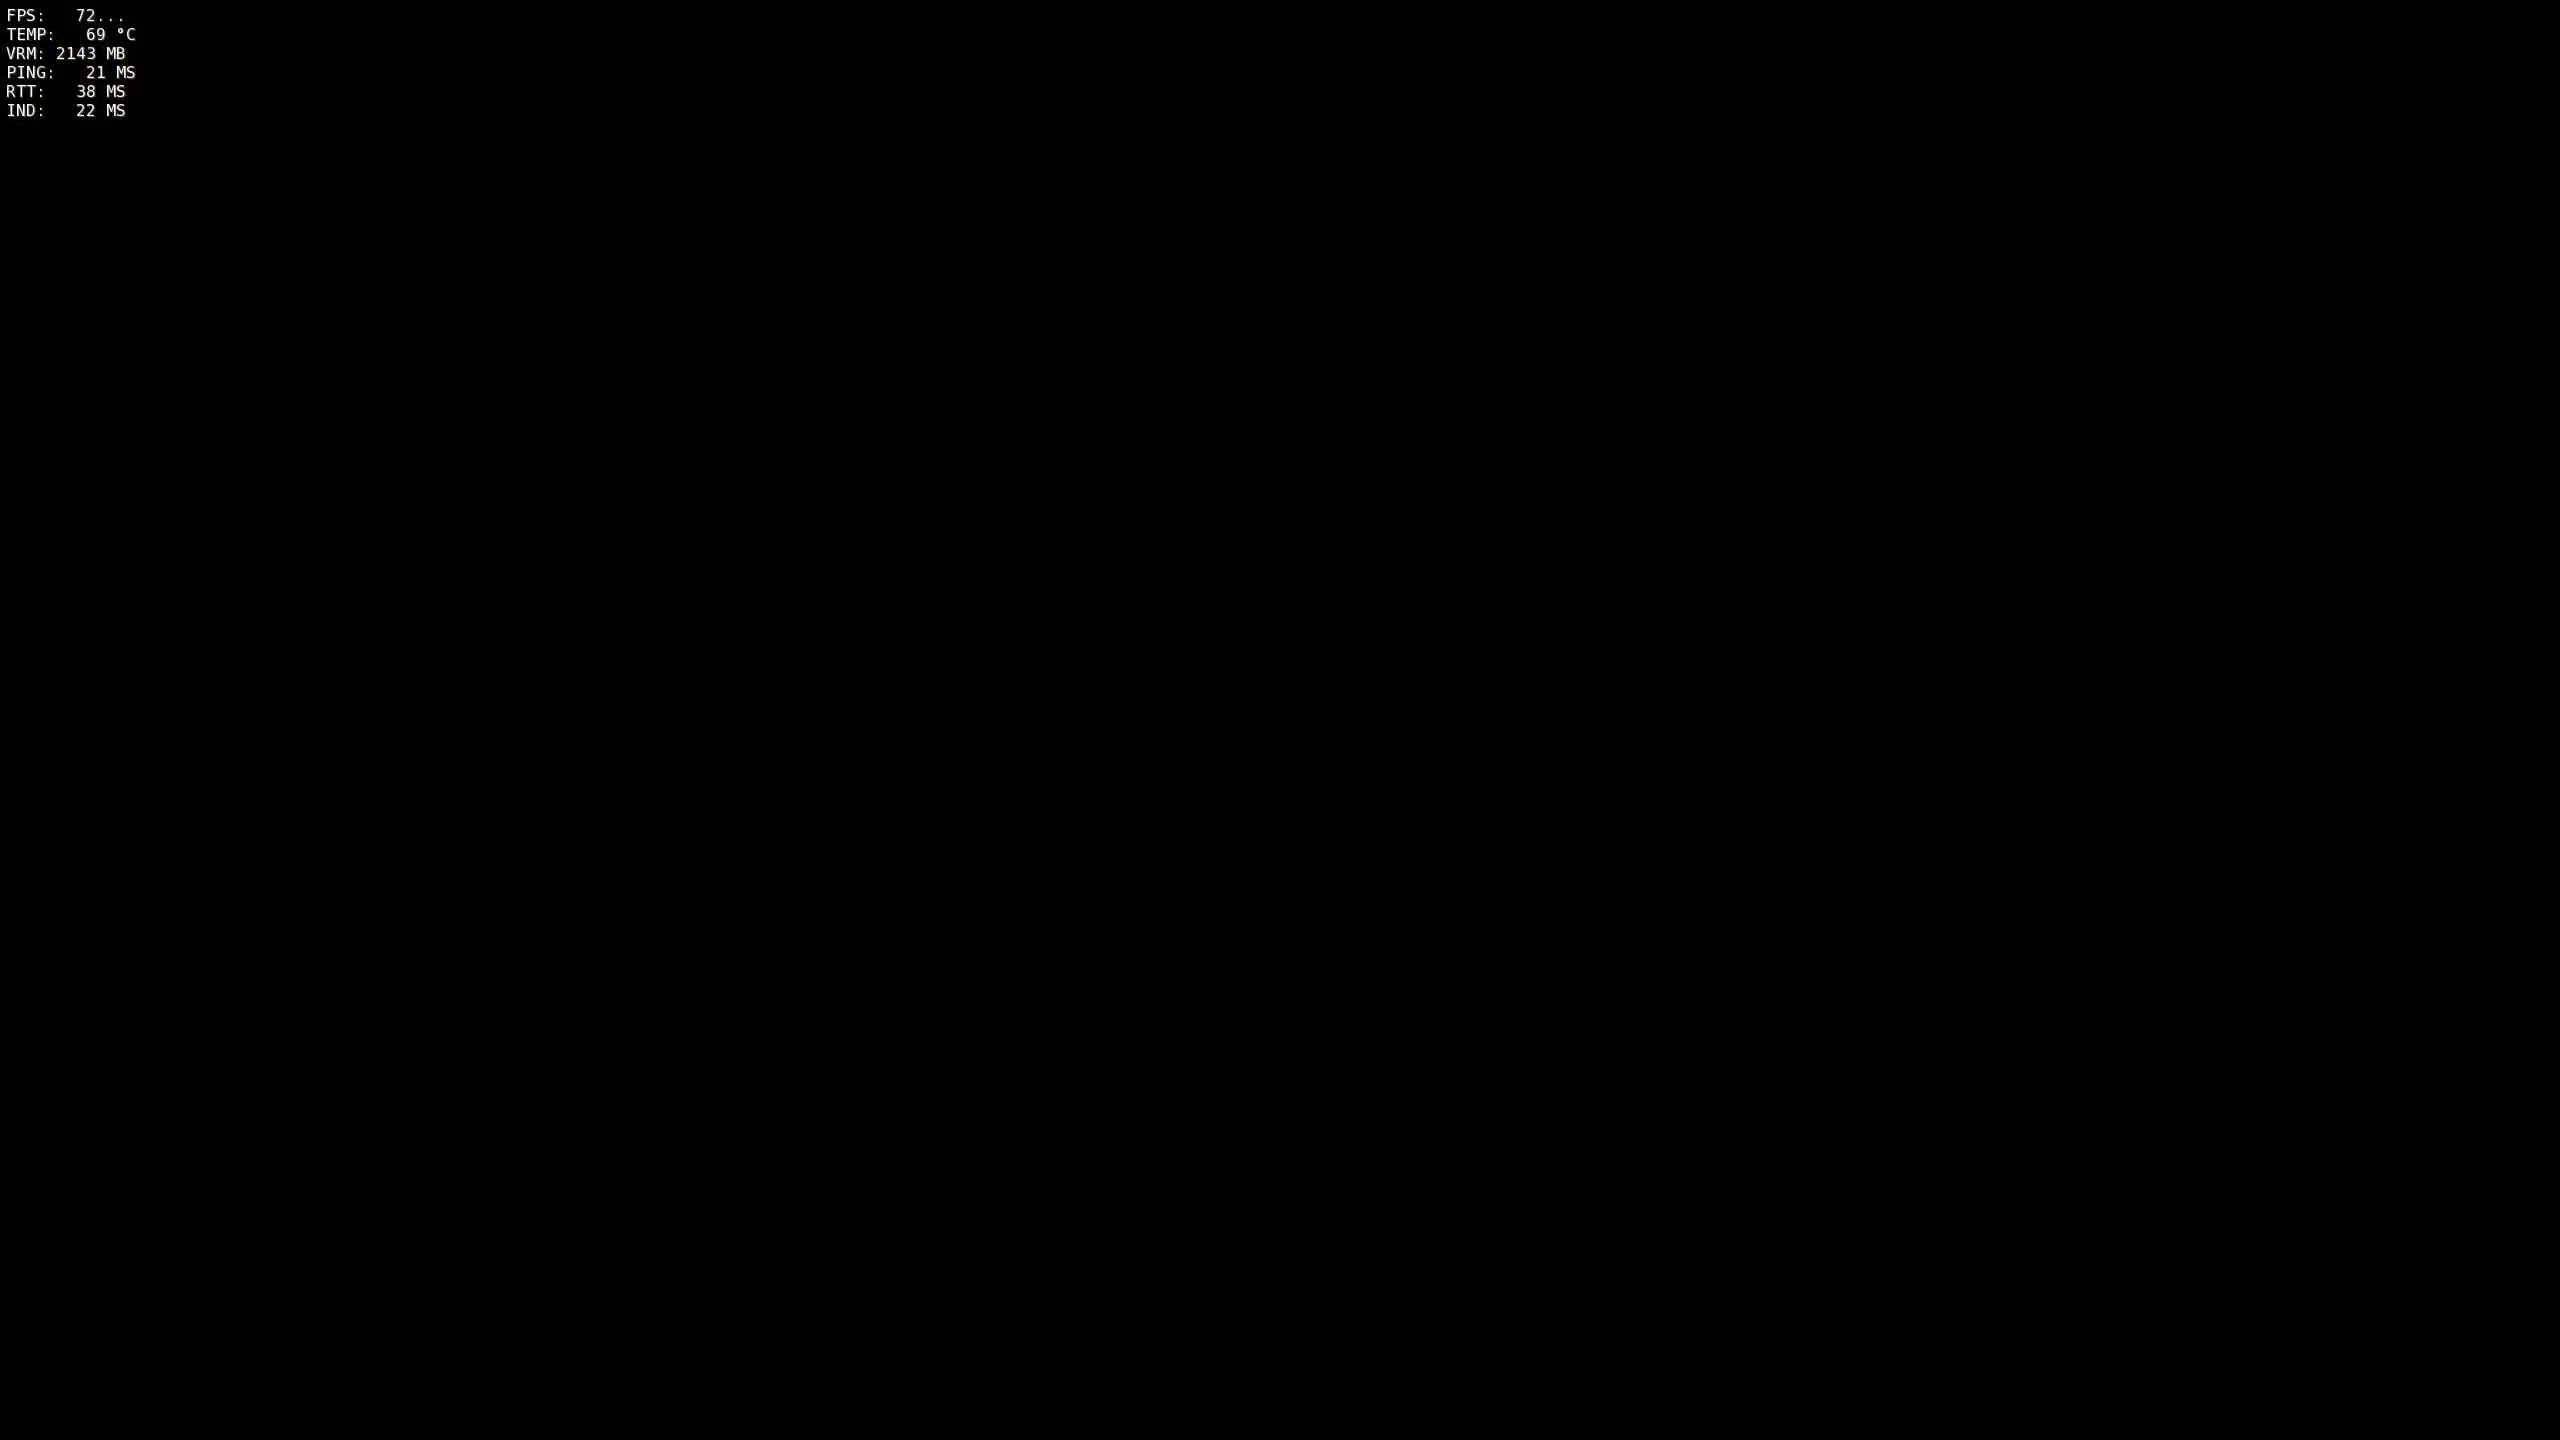 FPS:   72...
TEMP:   69 °C
VRM: 2143 MB
PING:   21 MS
RTT:   38 MS
IND:   22 MS